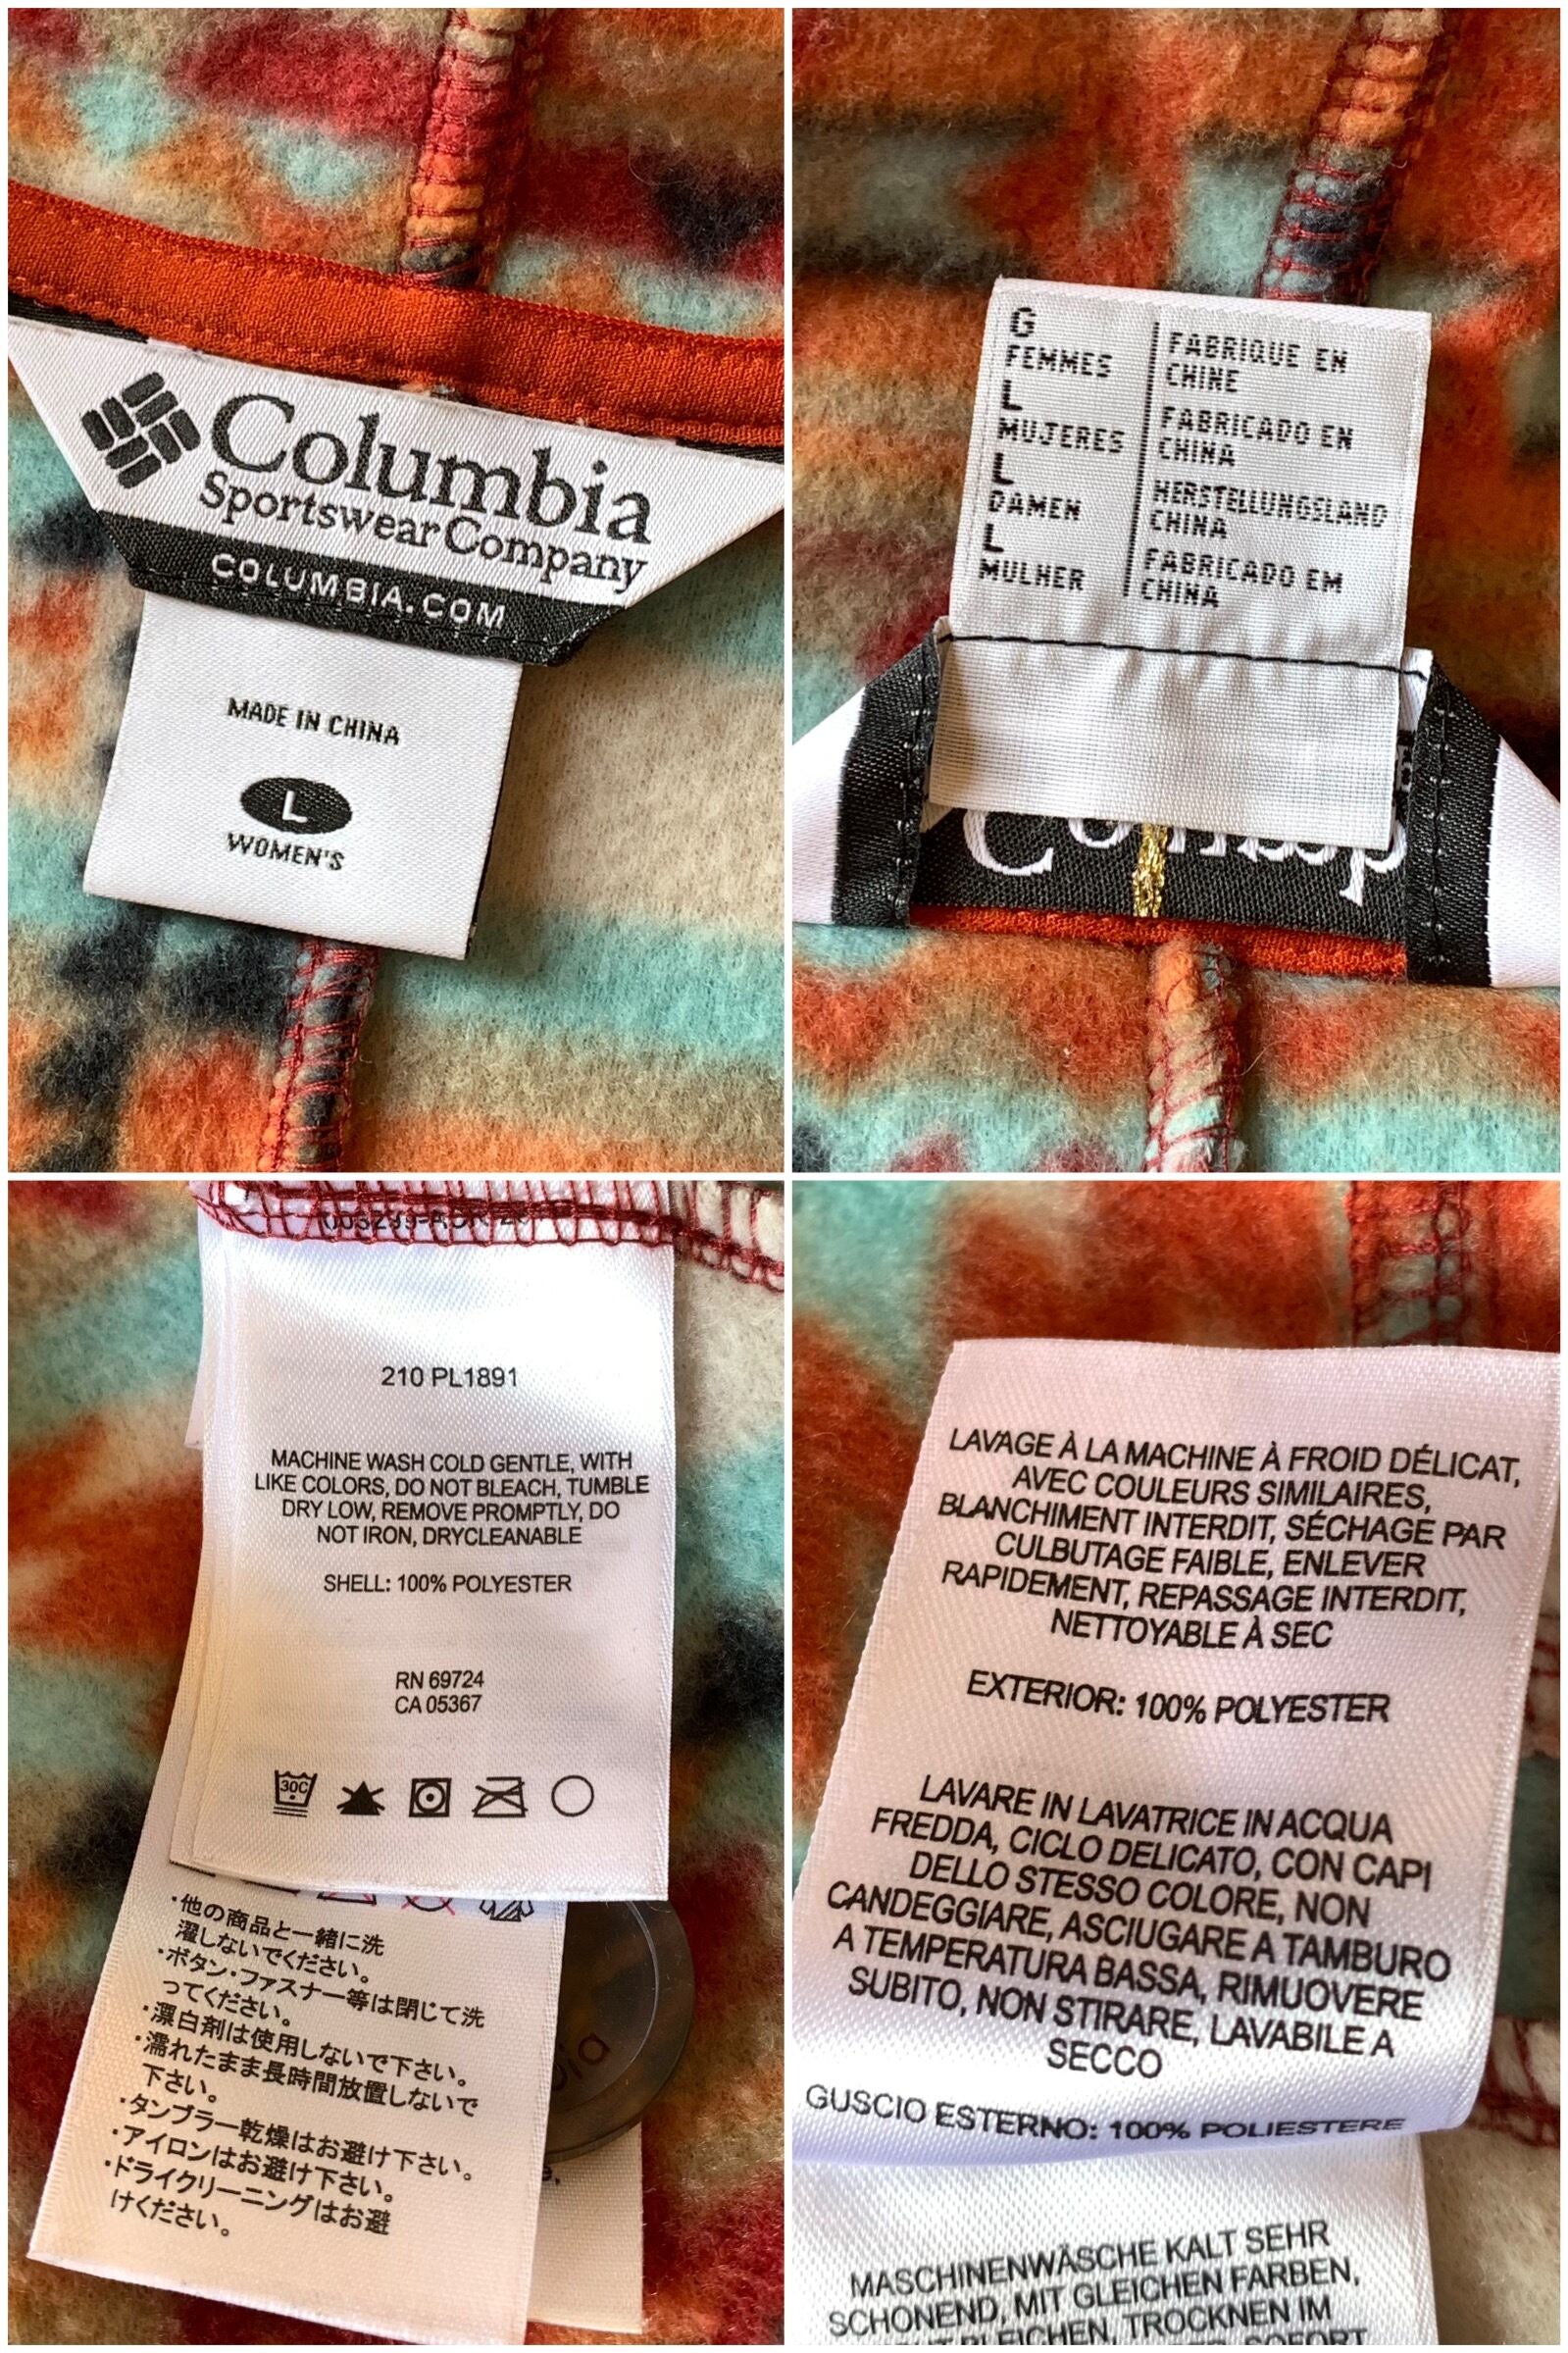 Columbia
Sportswear Company
COLUMBIA.COM
MADE IN CHINA
L
WOMEN'S
G
FEMMES
L
MUJERES
L
DAMEN
L
MULHER
FABRIQUE EN
CHINE
FABRICADO EN
CHINA
HERSTELLUNGSLAND
CHINA
FABRICADO EM
CHINA
210 PL1891
MACHINE WASH COLD GENTLE, WITH
LIKE COLORS, DO NOT BLEACH, TUMBLE
DRY LOW, REMOVE PROMPTLY, DO
NOT IRON, DRYCLEANABLE
SHELL: 100% POLYESTER
RN 69724
CA 05367
30C
・他の商品と一緒に洗
濯しないでください。
・ボタン・ファスナー等は閉じて洗
ってください。
・漂白剤は使用しないで下さい。
・濡れたまま長時間放置しないで
下さい。
・タンブラー乾燥はお避け下さい。
・アイロンはお避け下さい。
・ドライクリーニングはお避
けください。
LAVAGE À LA MACHINE À FROID DÉLICAT,
AVEC COULEURS SIMILAIRES,
BLANCHIMENT INTERDIT, SÉCHAGE PAR
CULBUTAGE FAIBLE, ENLEVER
RAPIDEMENT, REPASSAGE INTERDIT,
NETTOYABLE À SEC
EXTERIOR: 100% POLYESTER
LAVARE IN LAVATRICE IN ACQUA
FREDDA, CICLO DELICATO, CON CAPI
DELLO STESSO COLORE, NON
CANDEGGIARE, ASCIUGARE A TAMBURO
A TEMPERATURA BASSA, RIMUOVERE
SUBITO, NON STIRARE, LAVABILE A
SECCO
GUSCIO ESTERNO: 100% POLIESTERE
MASCHINENWÄSCHE KALT SEHR
SCHONEND, MIT GLEICHEN FARBEN,
BLEICHEN, TROCKNEN IM
SOFORT